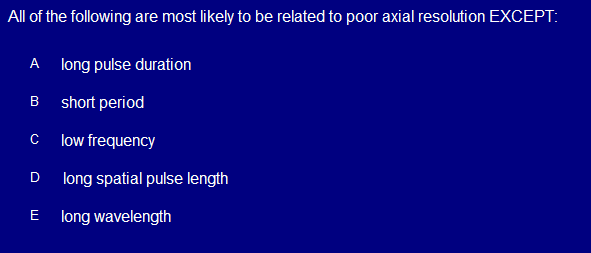 All of the following are most likely to be related to poor axial resolution EXCEPT:
A long pulse duration
B short period
C low frequency
D long spatial pulse length
E long wavelength